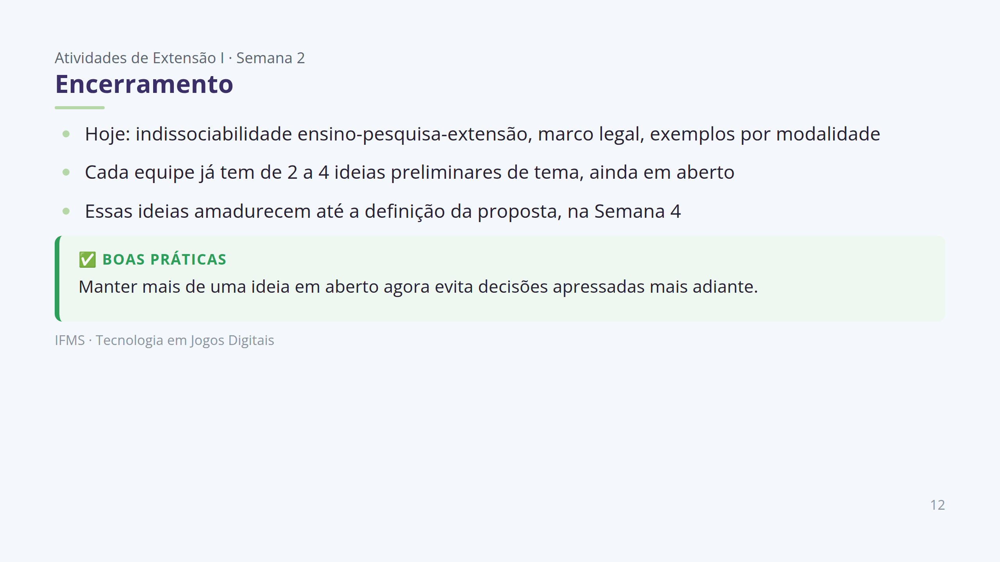 Atividades de Extensão I · Semana 2
Encerramento
Hoje: indissociabilidade ensino-pesquisa-extensão, marco legal, exemplos por modalidade
Cada equipe já tem de 2 a 4 ideias preliminares de tema, ainda em aberto
Essas ideias amadurecem até a definição da proposta, na Semana 4
✅ BOAS PRÁTICAS
Manter mais de uma ideia em aberto agora evita decisões apressadas mais adiante.
IFMS · Tecnologia em Jogos Digitais
12